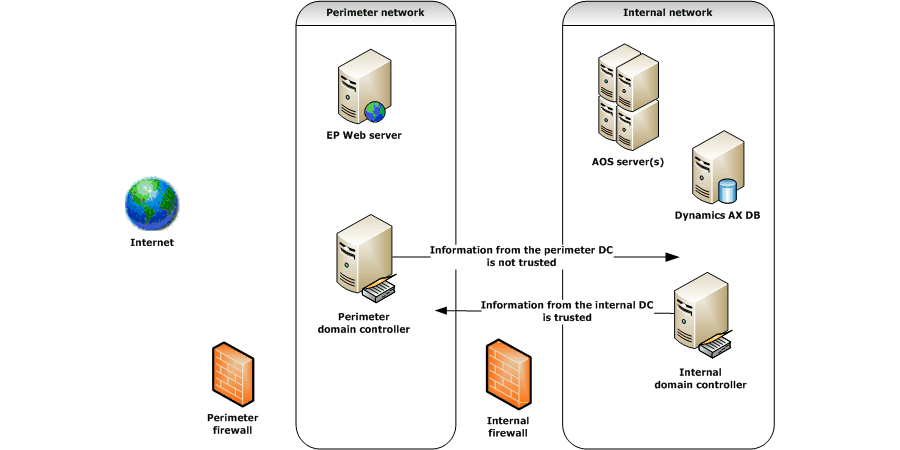 Perimeter network
Internal network
EP Web server
AOS server(s)
Dynamics AX DB
Internet
Information from the perimeter DC
is not trusted
Information from the internal DC
is trusted
Perimeter
domain controller
Internal
domain controller
Perimeter
firewall
Internal
firewall